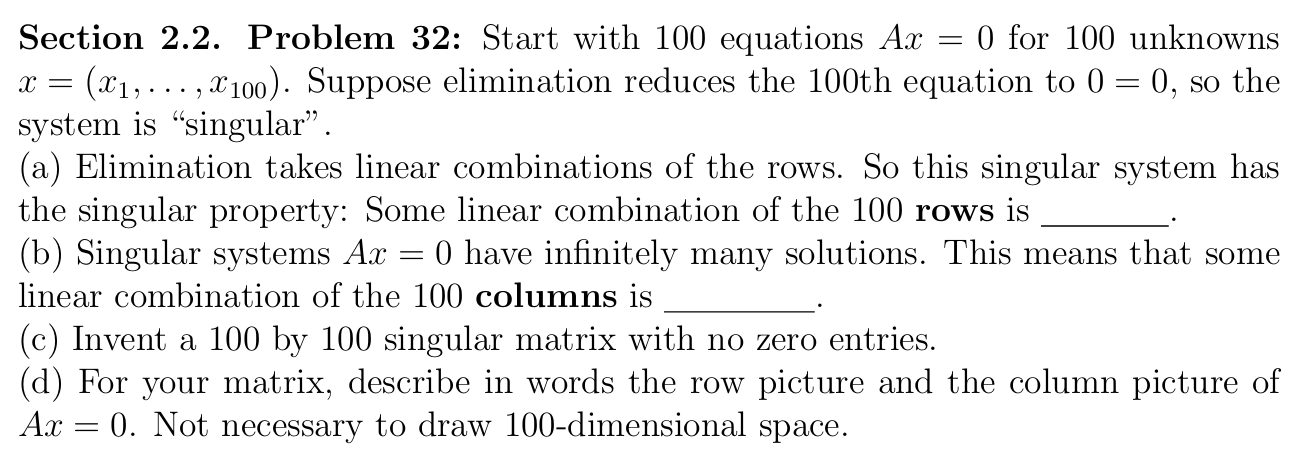 Section 2.2. Problem 32: Start with 100 equations Ax = 0 for 100 unknowns
x = (x₁, . . . , x₁₀₀). Suppose elimination reduces the 100th equation to 0 = 0, so the
system is “singular”.
(a) Elimination takes linear combinations of the rows. So this singular system has
the singular property: Some linear combination of the 100 rows is ________.
(b) Singular systems Ax = 0 have infinitely many solutions. This means that some
linear combination of the 100 columns is _________.
(c) Invent a 100 by 100 singular matrix with no zero entries.
(d) For your matrix, describe in words the row picture and the column picture of
Ax = 0. Not necessary to draw 100-dimensional space.